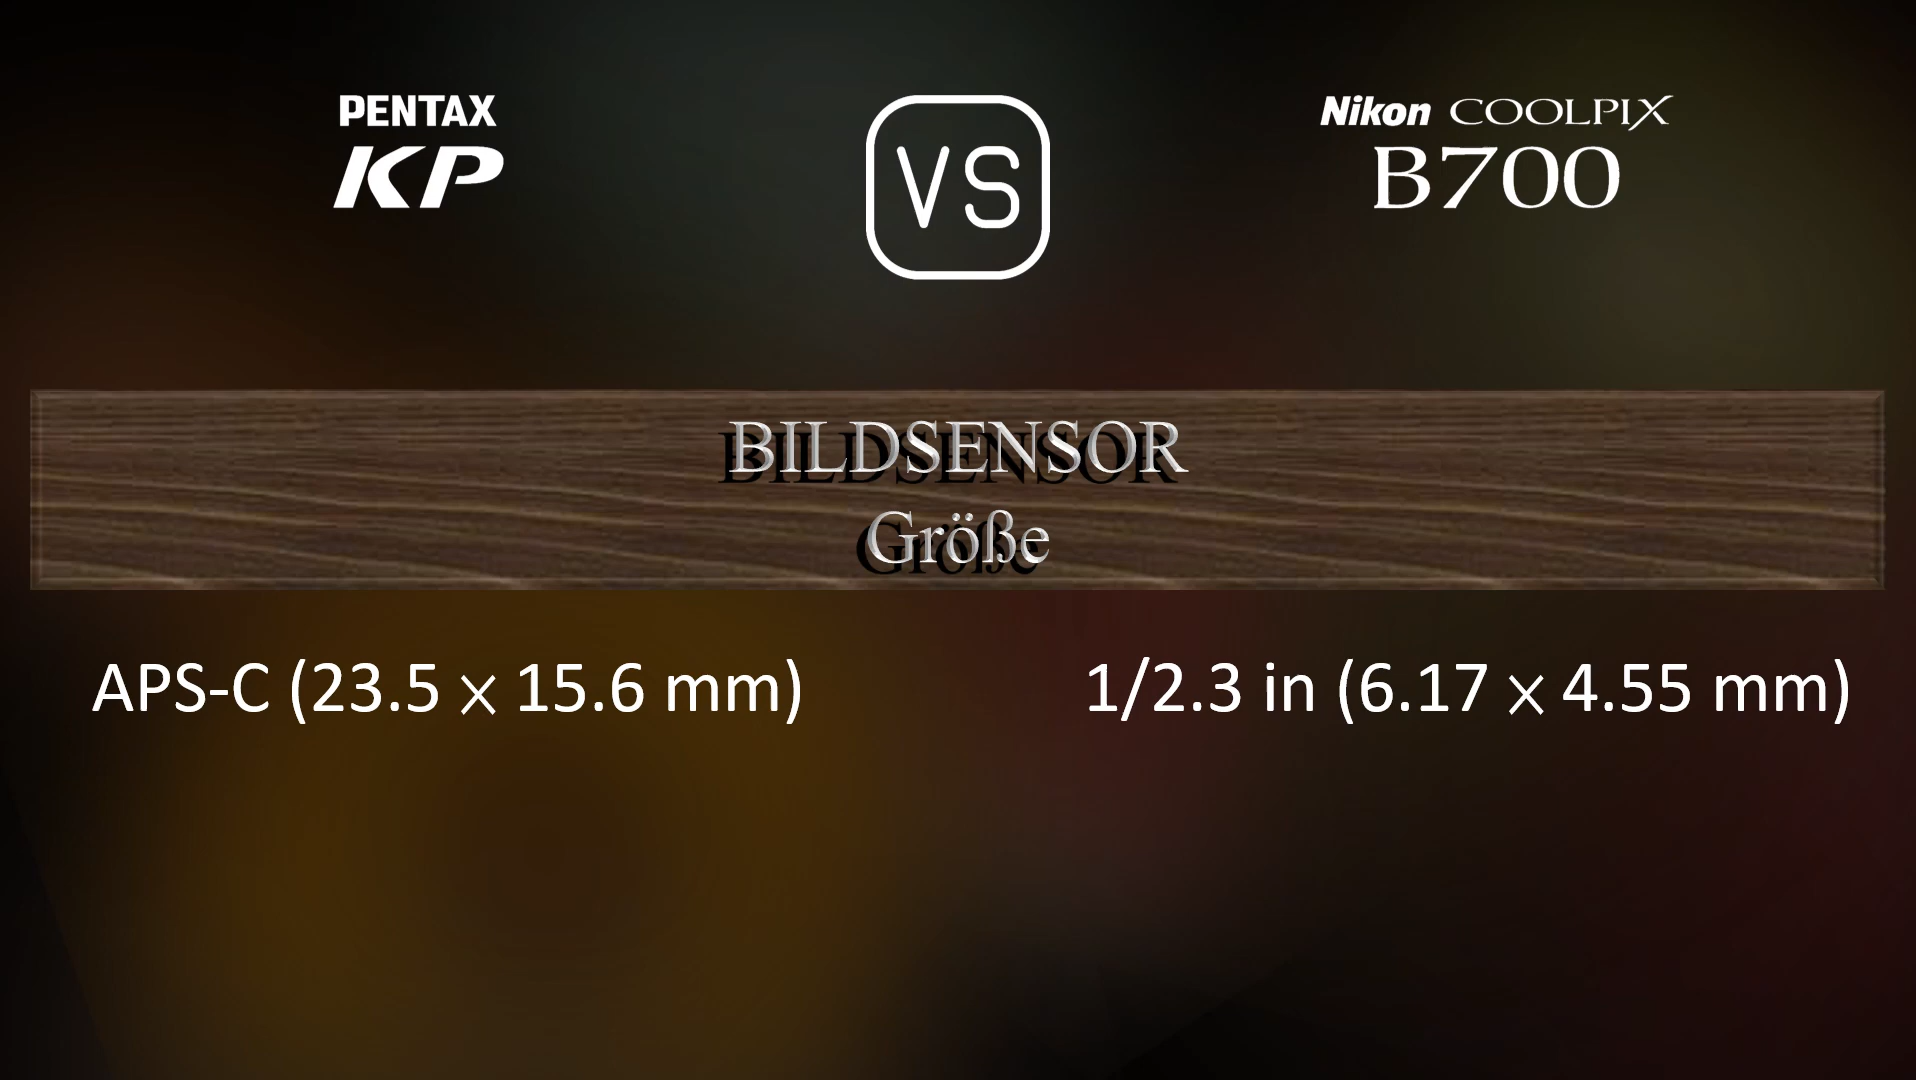 PENTAX
KP
VS
Nikon COOLPIX
B700
BILDSENSOR
Größe
APS-C (23.5 x 15.6 mm)
1/2.3 in (6.17 x 4.55 mm)